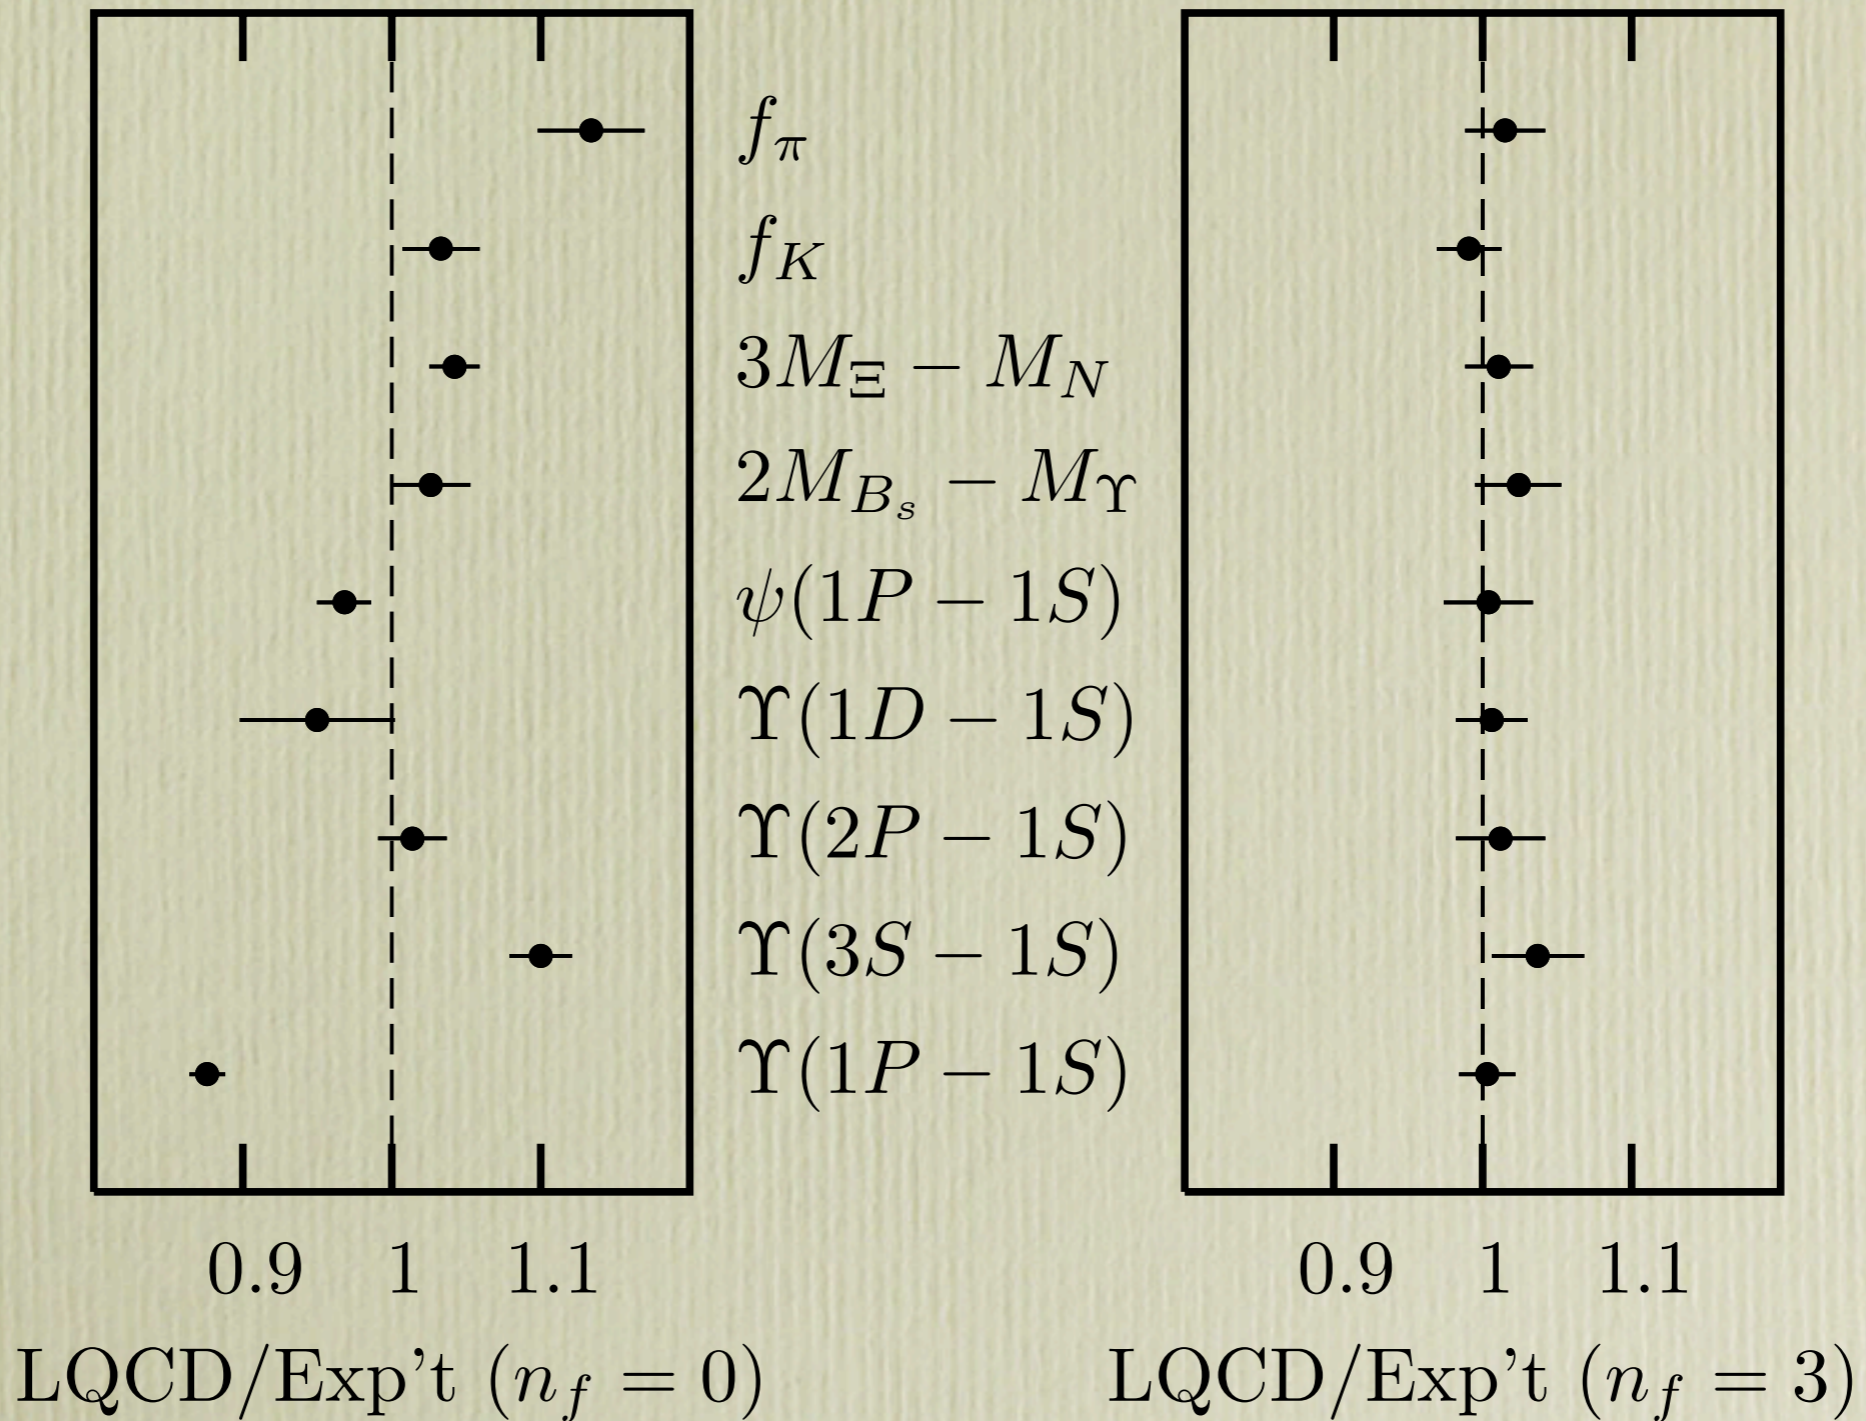 f_π
f_K
3M_Ξ − M_N
2M_{B_s} − M_Υ
ψ(1P − 1S)
Υ(1D − 1S)
Υ(2P − 1S)
Υ(3S − 1S)
Υ(1P − 1S)
0.9 1 1.1
0.9 1 1.1
LQCD/Exp't (n_f = 0)
LQCD/Exp't (n_f = 3)